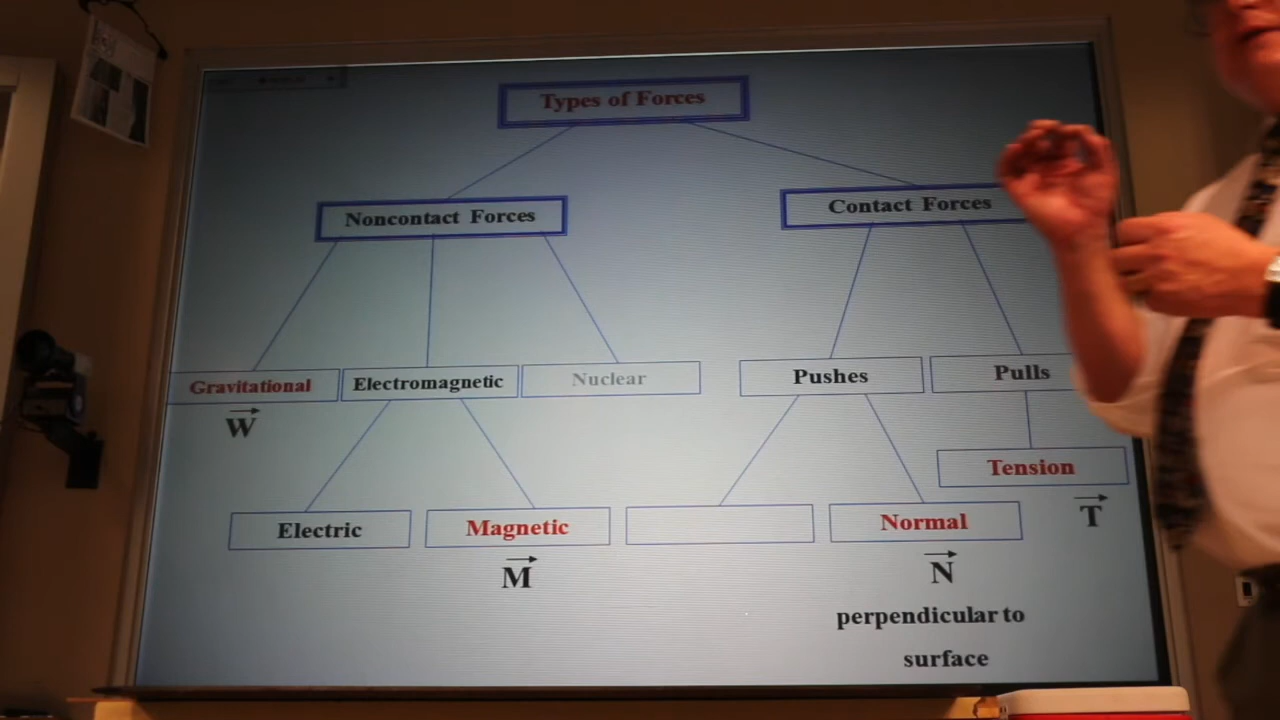 Types of Forces
Noncontact Forces
Contact Forces
Gravitational
Electromagnetic
Nuclear
Pushes
Pulls
W
Tension
T
Electric
Magnetic
Normal
M
N
perpendicular to
surface